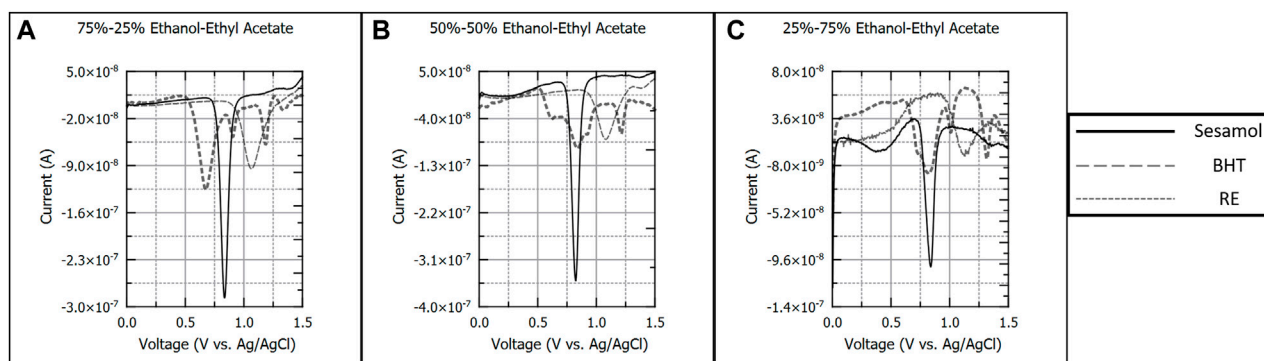 A
75%-25% Ethanol-Ethyl Acetate
5.0×10⁻⁸
-2.0×10⁻⁸
-9.0×10⁻⁸
-1.6×10⁻⁷
-2.3×10⁻⁷
-3.0×10⁻⁷
Current (A)
0.0 0.5 1.0 1.5
Voltage (V vs. Ag/AgCl)
B
50%-50% Ethanol-Ethyl Acetate
5.0×10⁻⁸
-4.0×10⁻⁸
-1.3×10⁻⁷
-2.2×10⁻⁷
-3.1×10⁻⁷
-4.0×10⁻⁷
Current (A)
0.0 0.5 1.0 1.5
Voltage (V vs. Ag/AgCl)
C
25%-75% Ethanol-Ethyl Acetate
8.0×10⁻⁸
3.6×10⁻⁸
-8.0×10⁻⁹
-5.2×10⁻⁸
-9.6×10⁻⁸
-1.4×10⁻⁷
Current (A)
0.0 0.5 1.0 1.5
Voltage (V vs. Ag/AgCl)
Sesamol
BHT
RE